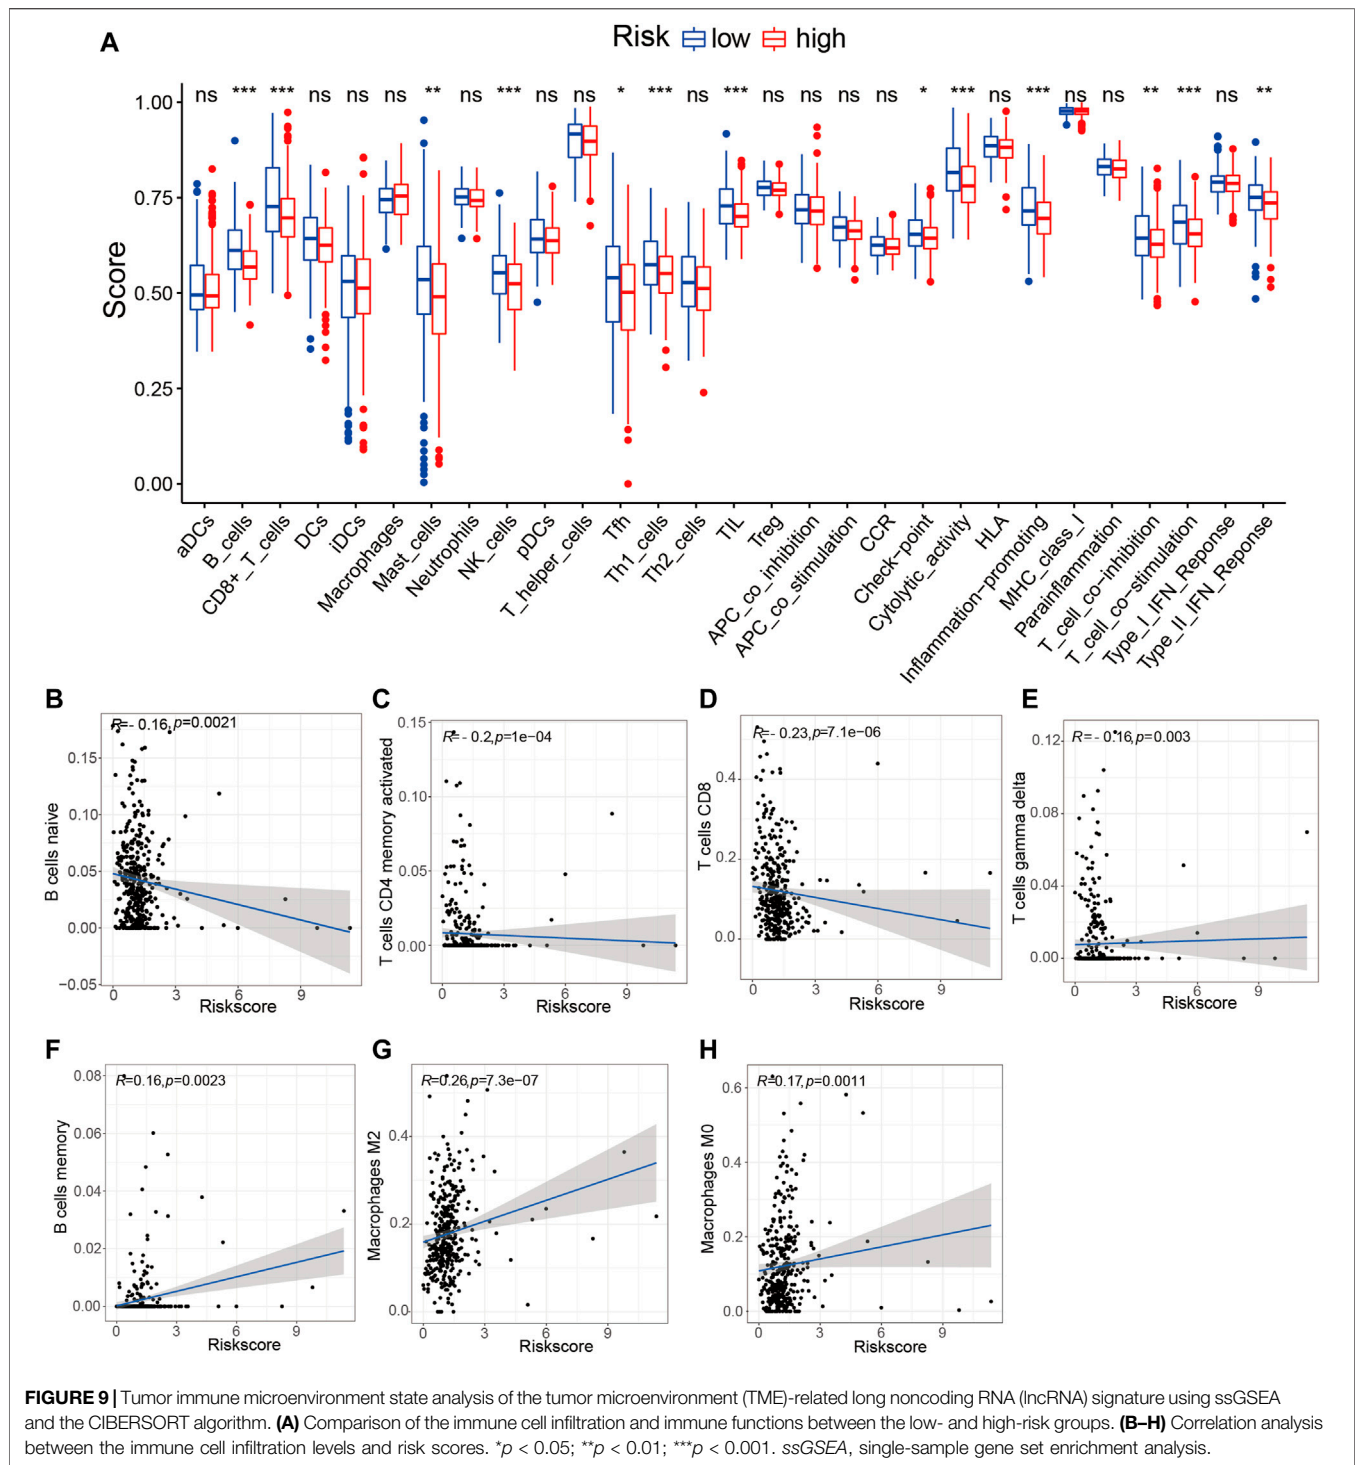 A
Risk low high
ns *** *** ns ns ns ** ns *** ns ns * *** ns *** ns ns ns ns * *** ns *** ns ns ** *** ns **
1.00
0.75
0.50
0.25
0.00
Score
aDCs
B_cells
CD8+_T_cells
DCs
iDCs
Macrophages
Mast_cells
Neutrophils
NK_cells
pDCs
T_helper_cells
Tfh
Th1_cells
Th2_cells
TIL
Treg
APC_co_inhibition
APC_co_stimulation
CCR
Check-point
Cytolytic_activity
HLA
Inflammation-promoting
MHC_class_I
Parainflammation
T_cell_co-inhibition
T_cell_co-stimulation
Type_I_IFN_Reponse
Type_II_IFN_Reponse
B
R=- 0.16,p=0.0021
0.15
0.10
0.05
0.00
−0.05
B cells naive
0 3 6 9
Riskscore
C
R=- 0.2,p=1e−04
0.15
0.10
0.05
0.00
T cells CD4 memory activated
0 3 6 9
Riskscore
D
R=- 0.23,p=7.1e−06
0.4
0.2
0.0
T cells CD8
0 3 6 9
Riskscore
E
R=- 0.16,p=0.003
0.12
0.08
0.04
0.00
T cells gamma delta
0 3 6 9
Riskscore
F
R=0.16,p=0.0023
0.08
0.06
0.04
0.02
0.00
B cells memory
0 3 6 9
Riskscore
G
R=0.26,p=7.3e−07
0.4
0.2
0.0
Macrophages M2
0 3 6 9
Riskscore
H
R=0.17,p=0.0011
0.6
0.4
0.2
0.0
Macrophages M0
0 3 6 9
Riskscore
FIGURE 9 | Tumor immune microenvironment state analysis of the tumor microenvironment (TME)-related long noncoding RNA (lncRNA) signature using ssGSEA
and the CIBERSORT algorithm. (A) Comparison of the immune cell infiltration and immune functions between the low- and high-risk groups. (B–H) Correlation analysis
between the immune cell infiltration levels and risk scores. *p < 0.05; **p < 0.01; ***p < 0.001. ssGSEA, single-sample gene set enrichment analysis.